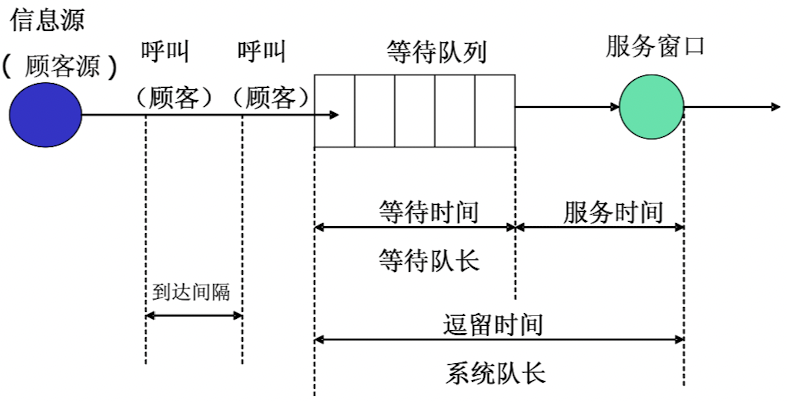 信息源
( 顾客源 )
呼叫
(顾客)
呼叫
(顾客)
等待队列
服务窗口
等待时间
服务时间
等待队长
到达间隔
逗留时间
系统队长